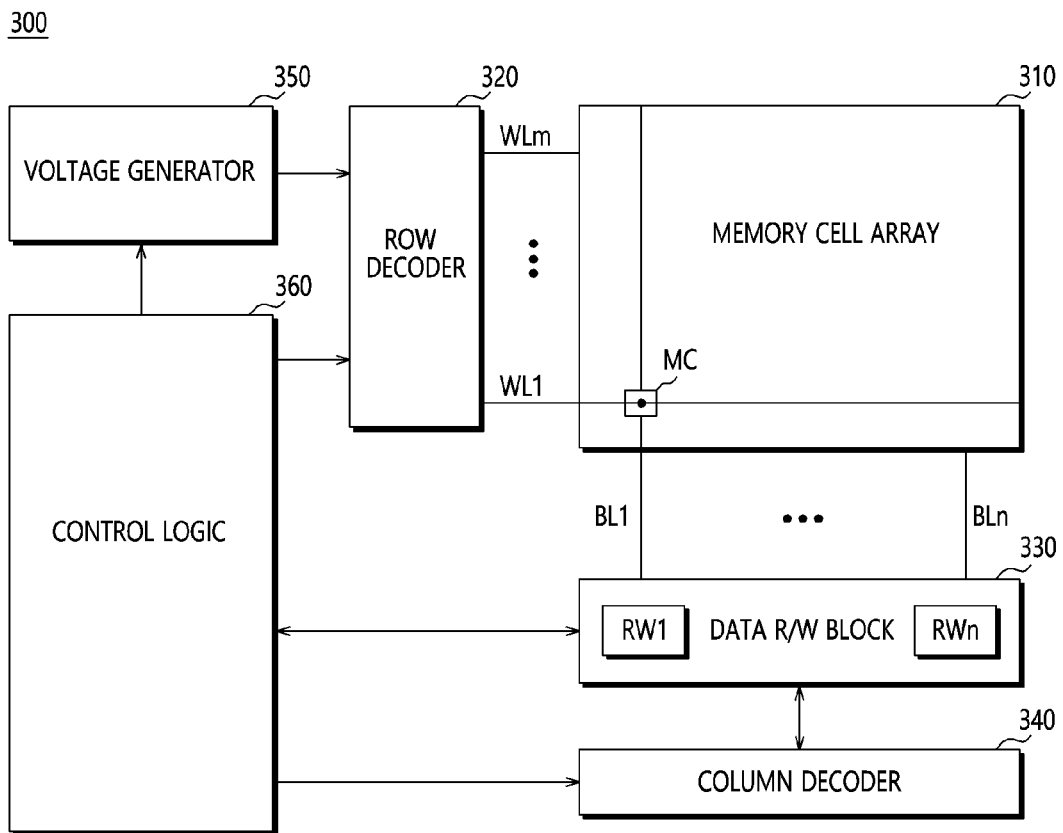 300
350
320
310
VOLTAGE GENERATOR
WLm
ROW
DECODER
MEMORY CELL ARRAY
360
MC
WL1
CONTROL LOGIC
BL1
BLn
330
RW1
DATA R/W BLOCK
RWn
340
COLUMN DECODER